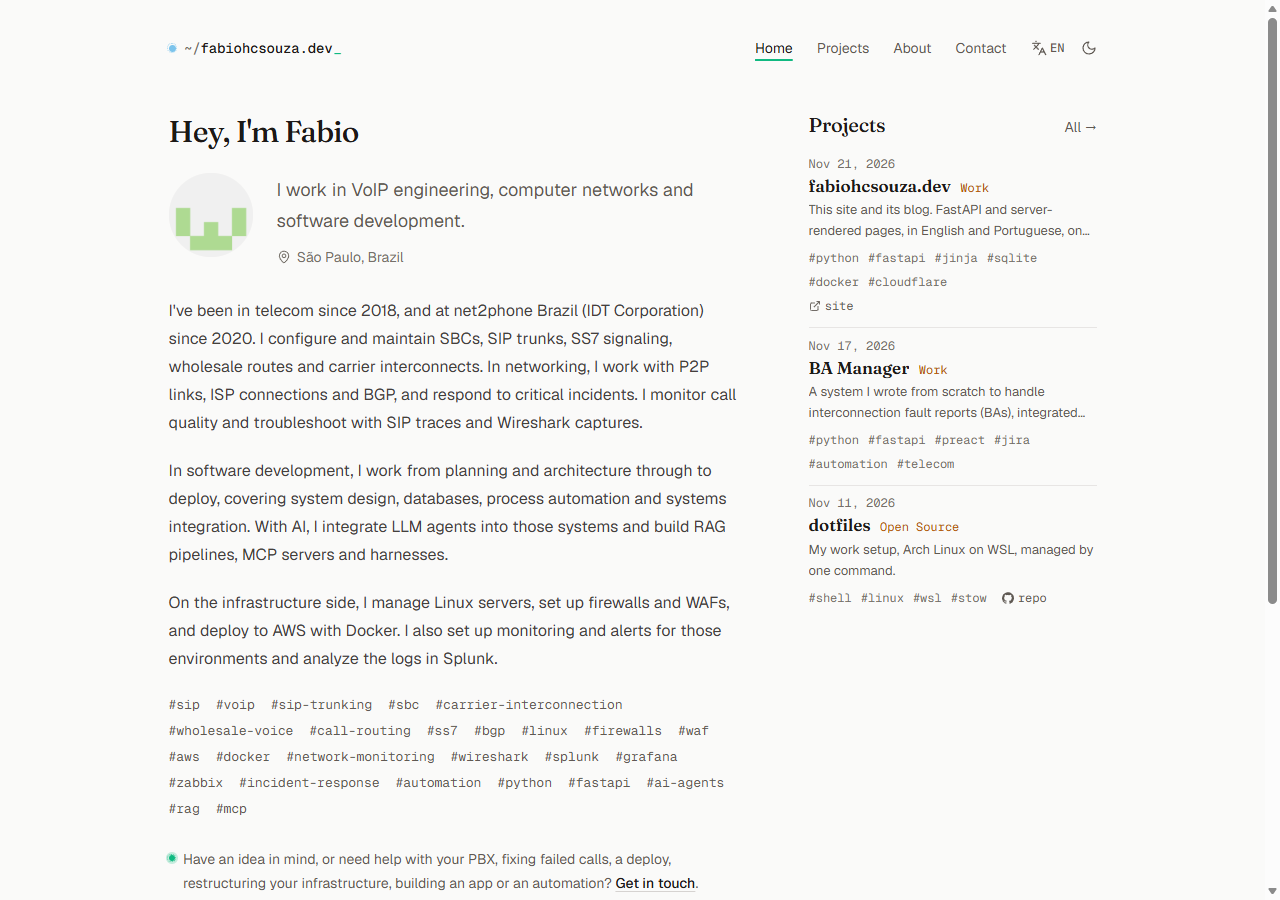 ~/fabiohcsouza.dev_
Home Projects About Contact EN
Hey, I'm Fabio
I work in VoIP engineering, computer networks and
software development.
São Paulo, Brazil
I've been in telecom since 2018, and at net2phone Brazil (IDT Corporation)
since 2020. I configure and maintain SBCs, SIP trunks, SS7 signaling,
wholesale routes and carrier interconnects. In networking, I work with P2P
links, ISP connections and BGP, and respond to critical incidents. I monitor call
quality and troubleshoot with SIP traces and Wireshark captures.
In software development, I work from planning and architecture through to
deploy, covering system design, databases, process automation and systems
integration. With AI, I integrate LLM agents into those systems and build RAG
pipelines, MCP servers and harnesses.
On the infrastructure side, I manage Linux servers, set up firewalls and WAFs,
and deploy to AWS with Docker. I also set up monitoring and alerts for those
environments and analyze the logs in Splunk.
#sip #voip #sip-trunking #sbc #carrier-interconnection
#wholesale-voice #call-routing #ss7 #bgp #linux #firewalls #waf
#aws #docker #network-monitoring #wireshark #splunk #grafana
#zabbix #incident-response #automation #python #fastapi #ai-agents
#rag #mcp
Have an idea in mind, or need help with your PBX, fixing failed calls, a deploy,
restructuring your infrastructure, building an app or an automation? Get in touch.
Projects All →
Nov 21, 2026
fabiohcsouza.dev Work
This site and its blog. FastAPI and server-
rendered pages, in English and Portuguese, on…
#python #fastapi #jinja #sqlite
#docker #cloudflare
site
Nov 17, 2026
BA Manager Work
A system I wrote from scratch to handle
interconnection fault reports (BAs), integrated…
#python #fastapi #preact #jira
#automation #telecom
Nov 11, 2026
dotfiles Open Source
My work setup, Arch Linux on WSL, managed by
one command.
#shell #linux #wsl #stow repo